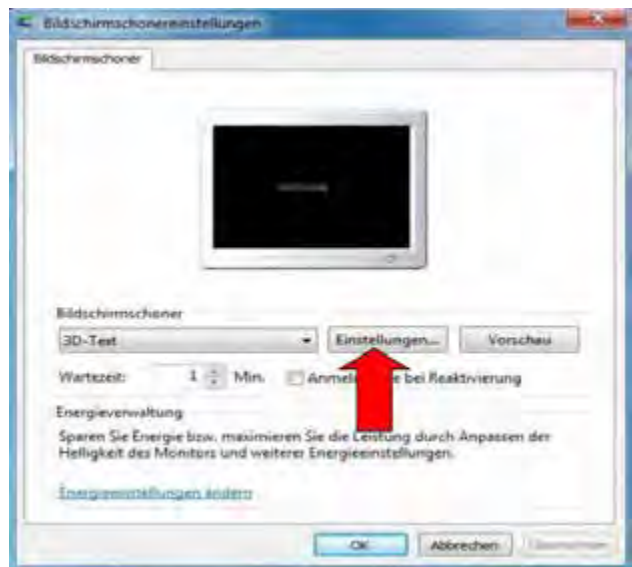 Bildschirmschonereinstellungen
Bildschirmschoner
Bildschirmschoner
3D-Text Einstellungen... Vorschau
Wartezeit: 1 Min. bei Reaktivierung
Energieverwaltung
Sparen Sie Energie bzw. maximieren Sie die Leistung durch Anpassen der
Helligkeit des Monitors und weiterer Energieeinstellungen.
Energieeinstellungen ändern
OK Abbrechen Übernehmen